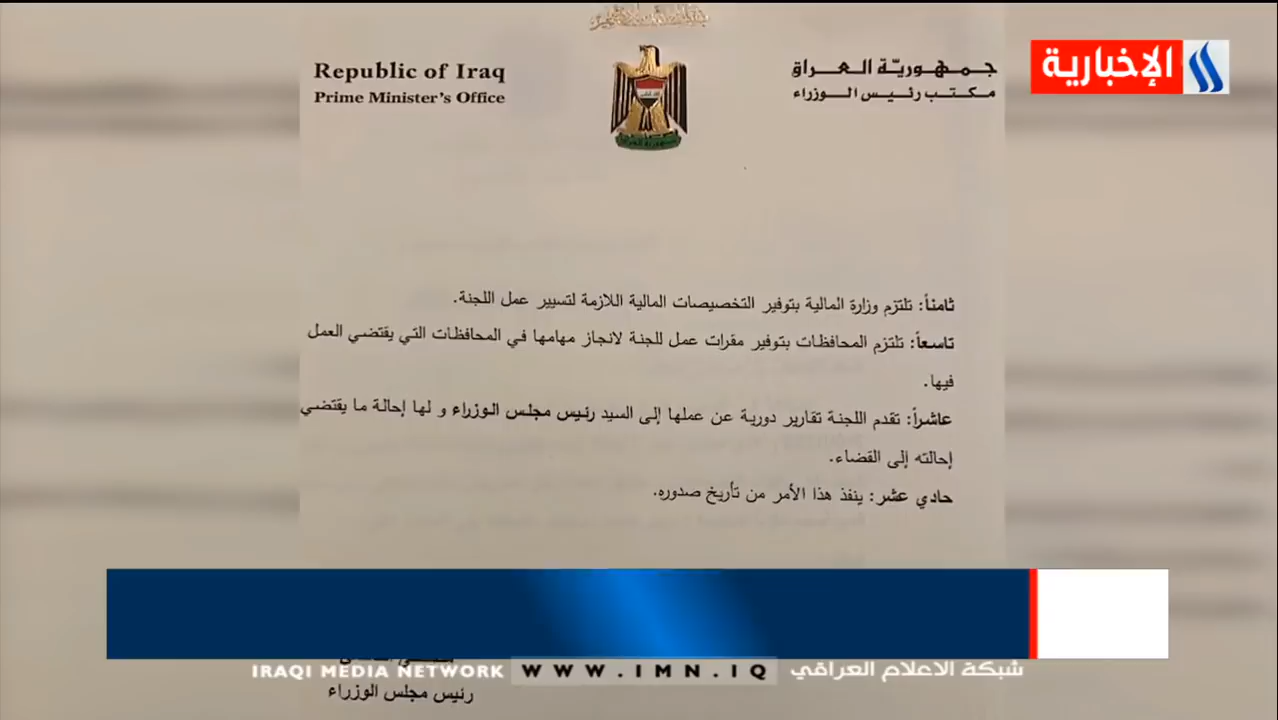 Republic of Iraq
Prime Minister's Office
جمهورية العراق
مكتب رئيس الوزراء
الإخبارية
ثامناً: تلتزم وزارة المالية بتوفير التخصيصات المالية اللازمة لتسيير عمل اللجنة.
تاسعاً: تلتزم المحافظات بتوفير مقرات عمل للجنة لانجاز مهامها في المحافظات التي يقتضي العمل
فيها.
عاشراً: تقدم اللجنة تقارير دورية عن عملها إلى السيد رئيس مجلس الوزراء و لها إحالة ما يقتضي
إحالته إلى القضاء.
حادي عشر: ينفذ هذا الأمر من تأريخ صدوره.
IRAQI MEDIA NETWORK WWW.IMN.IQ شبكة الاعلام العراقي
رئيس مجلس الوزراء